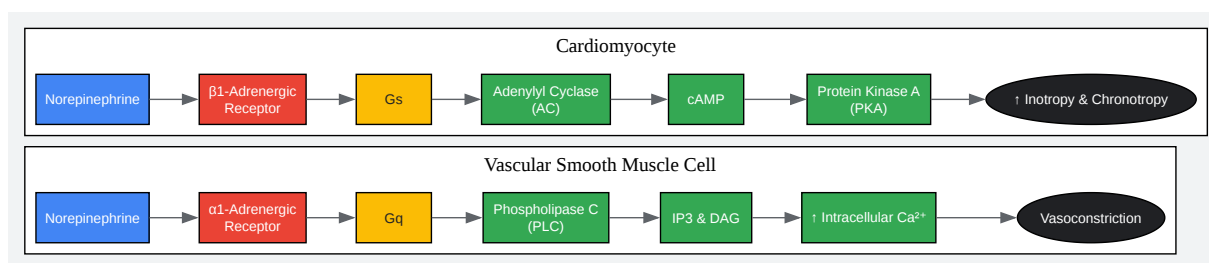 Cardiomyocyte
Norepinephrine
β1-Adrenergic
Receptor
Gs
Adenylyl Cyclase
(AC)
cAMP
Protein Kinase A
(PKA)
↑ Inotropy & Chronotropy
Vascular Smooth Muscle Cell
Norepinephrine
α1-Adrenergic
Receptor
Gq
Phospholipase C
(PLC)
IP3 & DAG
↑ Intracellular Ca²⁺
Vasoconstriction